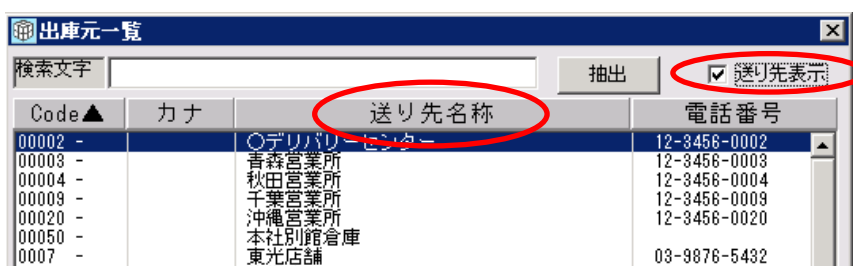 出庫元一覧
検索文字 抽出 送り先表示
Code▲ カナ 送り先名称 電話番号
00002 - 〇デリバリーセンター 12-3456-0002
00003 - 青森営業所 12-3456-0003
00004 - 秋田営業所 12-3456-0004
00009 - 千葉営業所 12-3456-0009
00020 - 沖縄営業所 12-3456-0020
00050 - 本社別館倉庫
0007 - 東光店舗 03-9876-5432